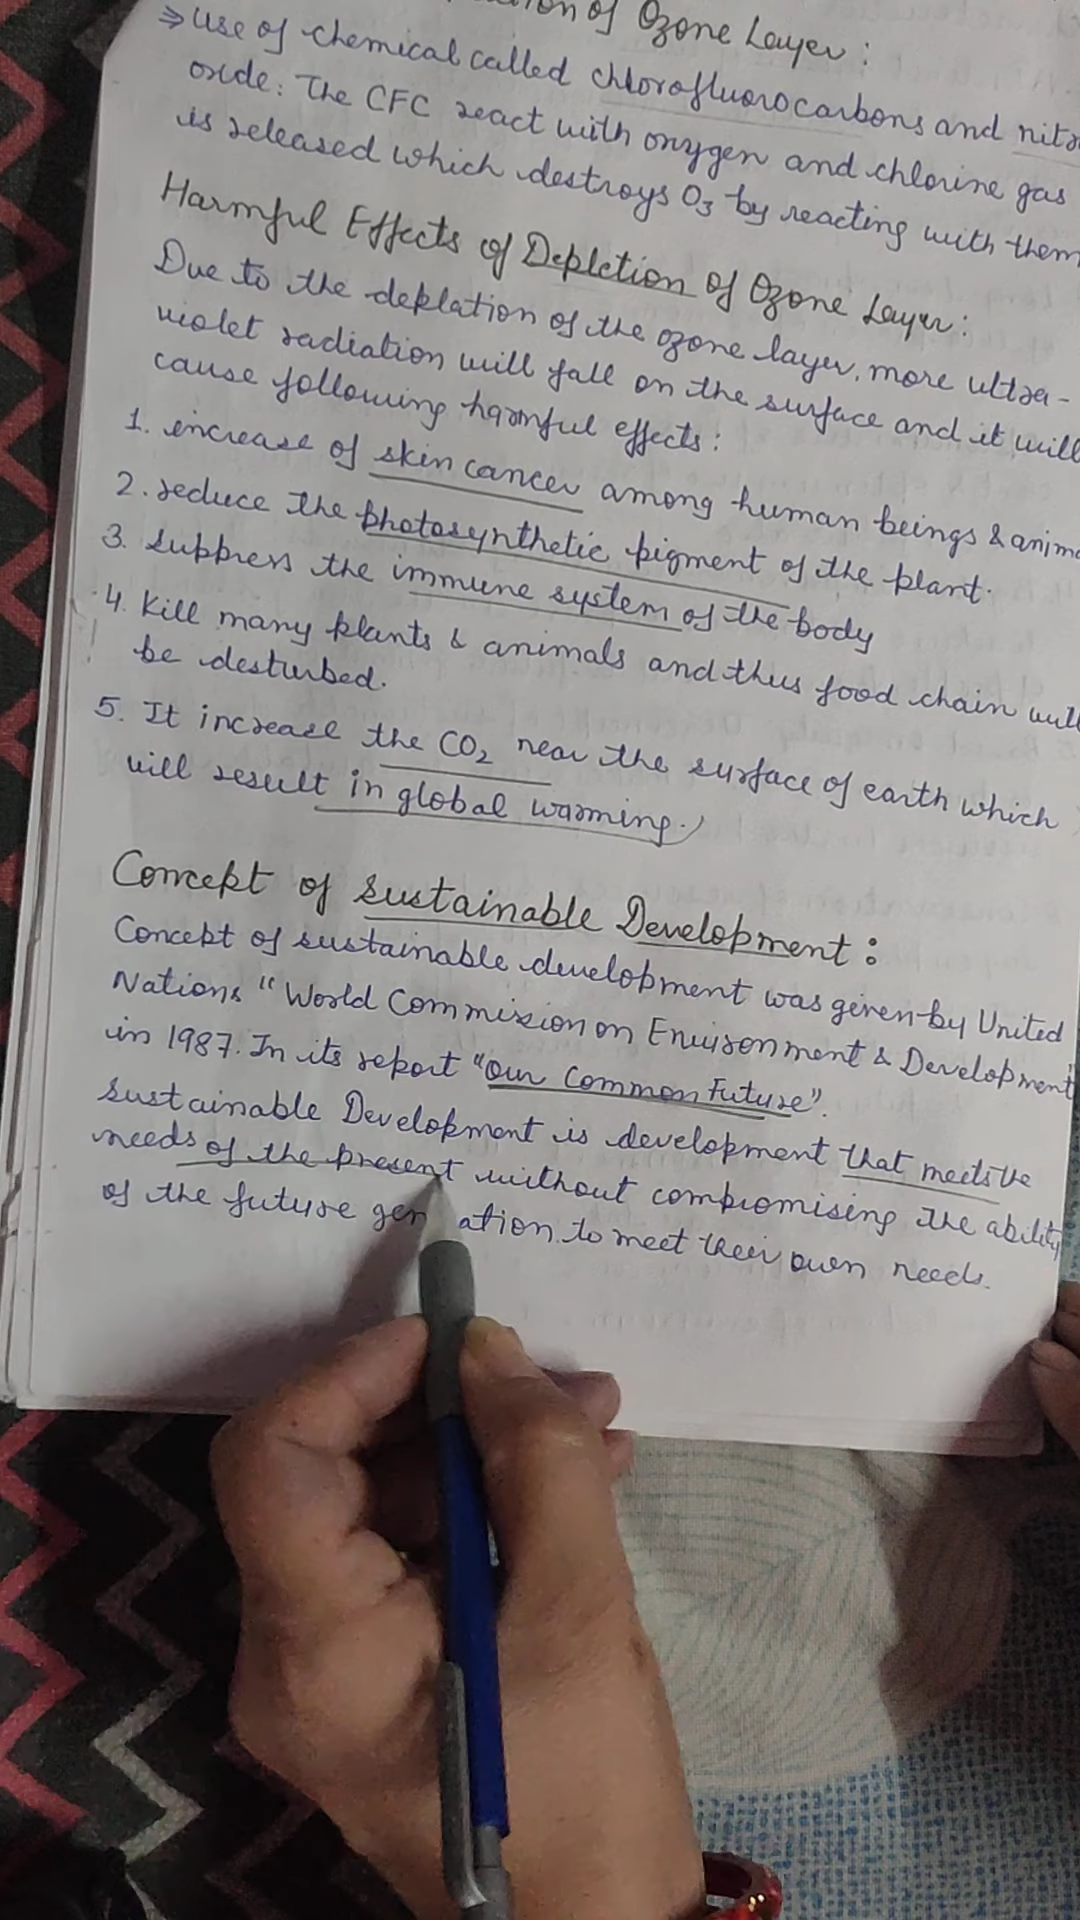 of Ozone Layer :
⇒ Use of chemical called chlorofluorocarbons and
oxide: The CFC react with oxygen and chlorine gas
is released which destroys O3 by reacting with them
Harmful Effects of Depletion of Ozone Layer :
Due to the deplation of the ozone layer, more ultra-
violet radiation will fall on the surface and it will
cause following harmful effects :
1. increase of skin cancer among human beings &
2. reduce the photosynthetic pigment of the plant.
3. Suppress the immune system of the body
4. Kill many plants & animals and thus food chain will
be desturbed.
5. It increase the CO2 near the surface of earth which
will result in global warming.
Concept of Sustainable Development :
Concept of sustainable development was given by United
Nations "World Commission on Environment & Development"
in 1987. In its report "Our Common Future".
Sustainable Development is development that meets the
needs of the present without compromising the ability
of the future to meet their own needs.